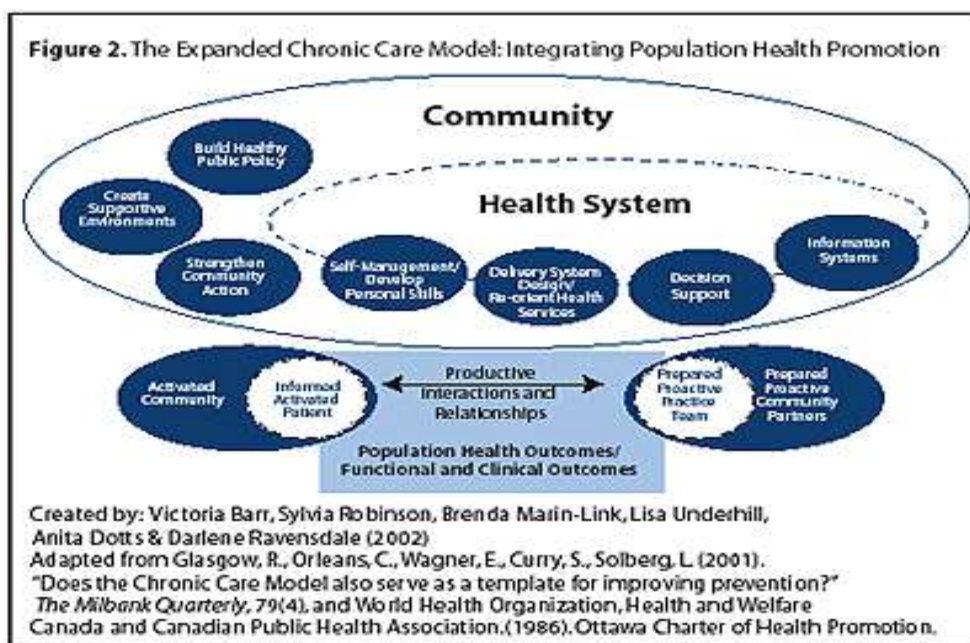 Figure 2. The Expanded Chronic Care Model: Integrating Population Health Promotion
Community
Build Healthy
Public Policy
Create
Supportive
Environments
Strengthen
Community
Action
Health System
Self-Management/
Develop
Personal Skills
Delivery System
Design/
Re-orient Health
Services
Decision
Support
Information
Systems
Activated
Community
Informed
Activated
Patient
Productive
Interactions and
Relationships
Prepared
Proactive
Practice
Team
Prepared
Proactive
Community
Partners
Population Health Outcomes/
Functional and Clinical Outcomes
Created by: Victoria Barr, Sylvia Robinson, Brenda Marin-Link, Lisa Underhill,
Anita Dotts & Darlene Ravensdale (2002)
Adapted from Glasgow, R., Orleans, C., Wagner, E., Curry, S., Solberg, L. (2001).
"Does the Chronic Care Model also serve as a template for improving prevention?"
The Milbank Quarterly, 79(4), and World Health Organization, Health and Welfare
Canada and Canadian Public Health Association.(1986). Ottawa Charter of Health Promotion.